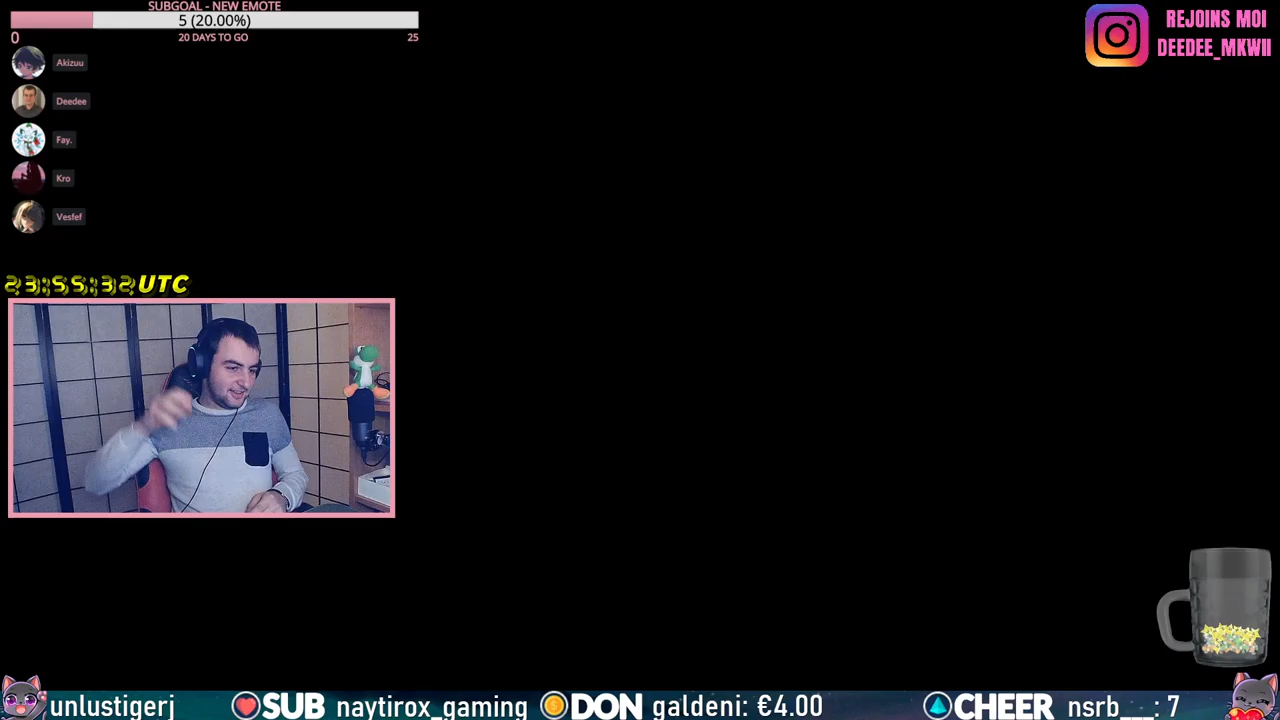 SUBGOAL - NEW EMOTE
5 (20.00%)
0 20 DAYS TO GO 25
Akizuu
Deedee
Fay.
Kro
Vesfef
REJOINS MOI
DEEDEE_MKWII
23:55:32 UTC
unlustigerj SUB naytirox_gaming DON galdeni: €4.00 CHEER nsrb___: 7